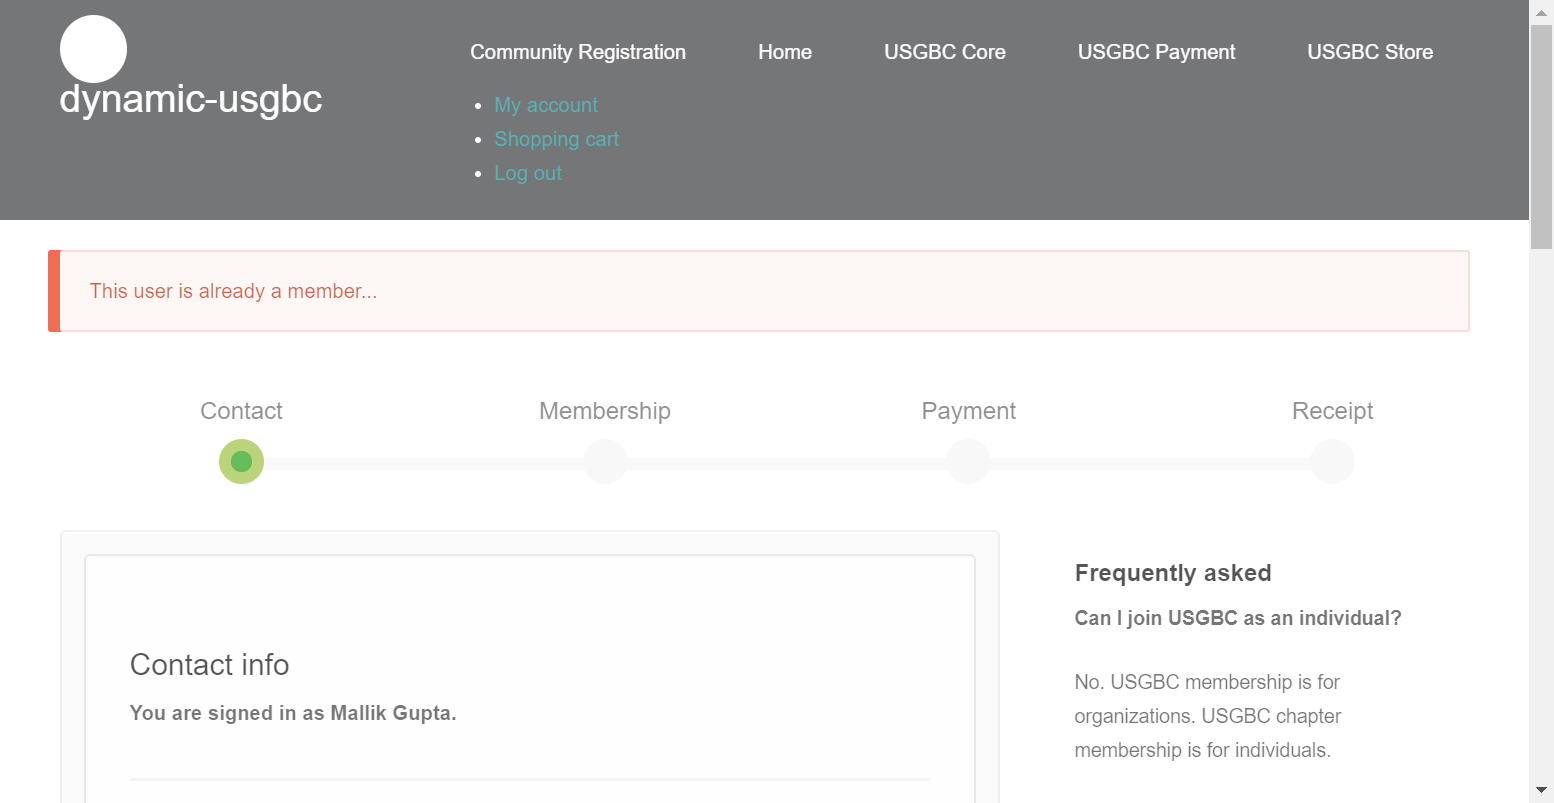 dynamic-usgbc
Community Registration
Home
USGBC Core
USGBC Payment
USGBC Store
My account
Shopping cart
Log out
This user is already a member...
Contact
Membership
Payment
Receipt
Contact info
You are signed in as Mallik Gupta.
Frequently asked
Can I join USGBC as an individual?
No. USGBC membership is for
organizations. USGBC chapter
membership is for individuals.